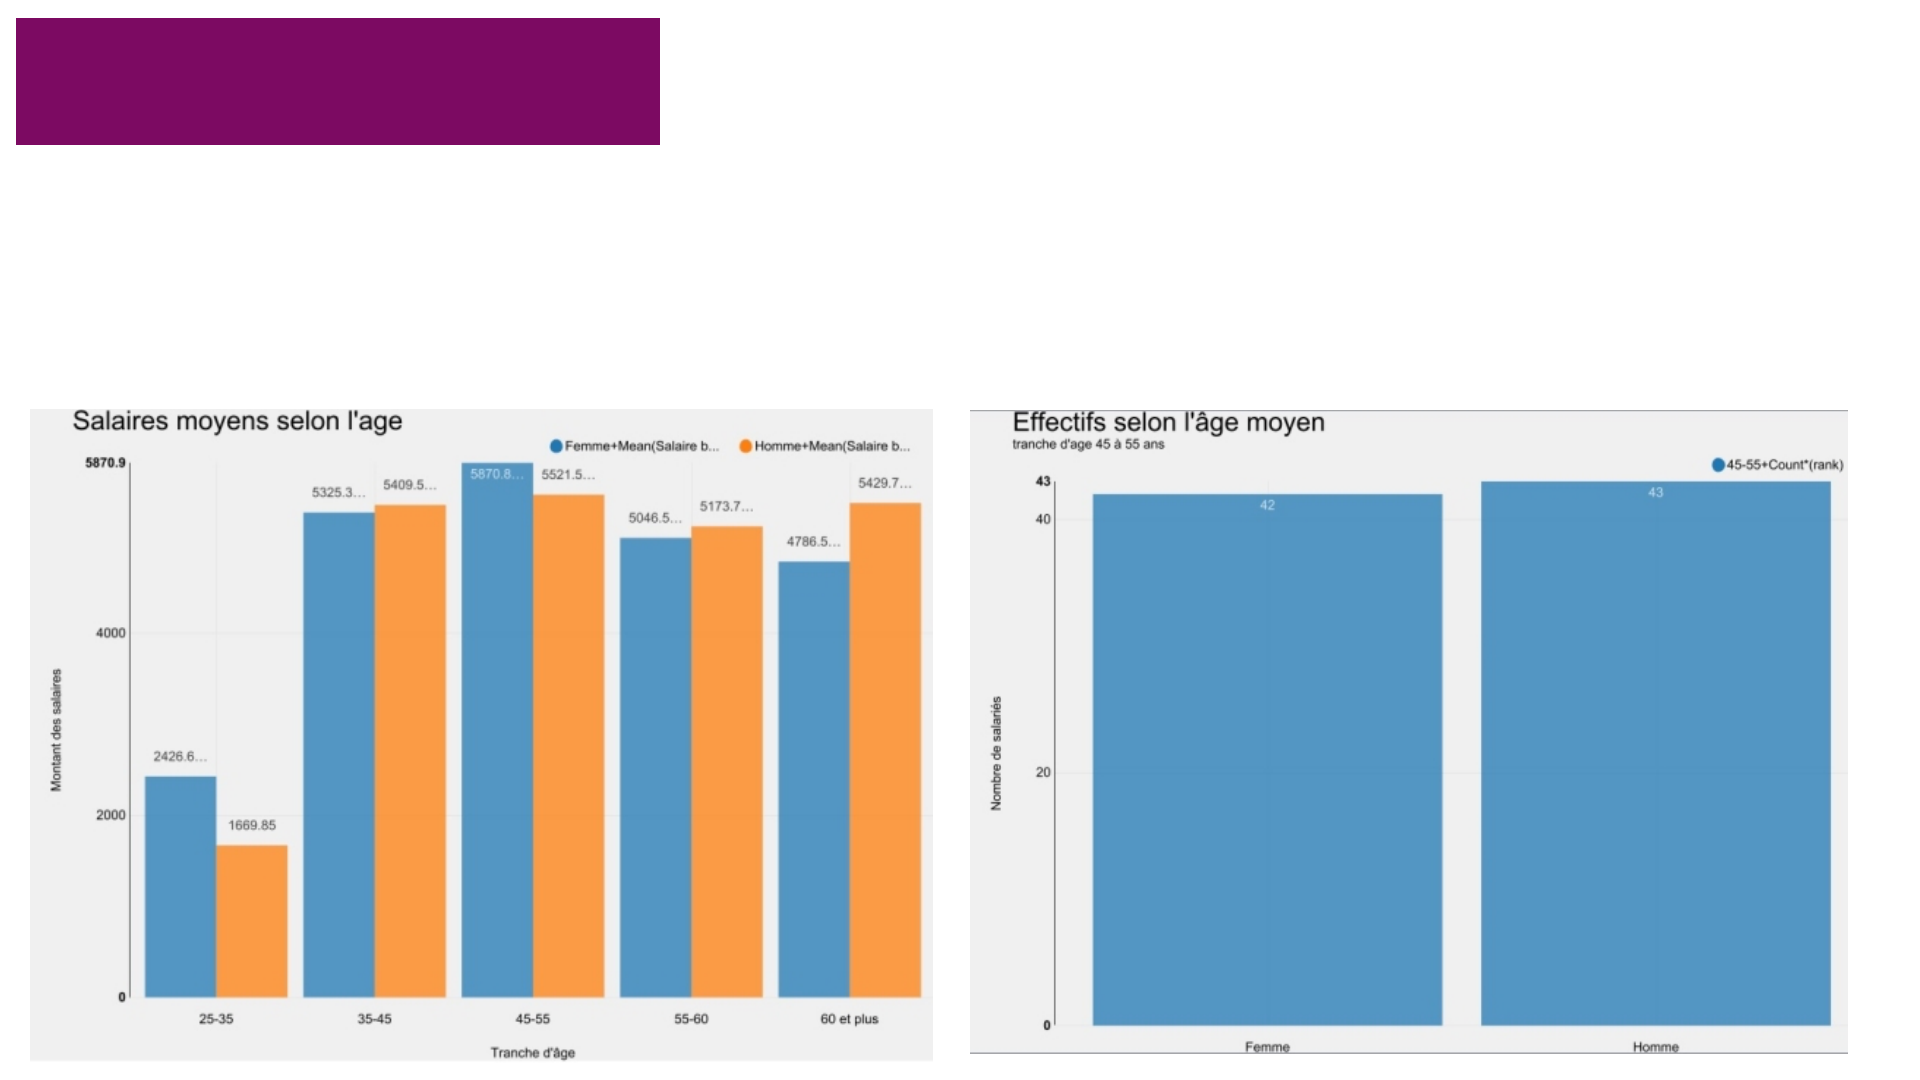 Salaires moyens selon l'age
Femme+Mean(Salaire b... Homme+Mean(Salaire b...
5870.9
4000
2000
0
Montant des salaires
2426.6...
1669.85
5325.3...
5409.5...
5870.8...
5521.5...
5046.5...
5173.7...
4786.5...
5429.7...
25-35 35-45 45-55 55-60 60 et plus
Tranche d'âge
Effectifs selon l'âge moyen
tranche d'age 45 à 55 ans
45-55+Count*(rank)
43
40
20
0
Nombre de salariés
42
43
Femme Homme